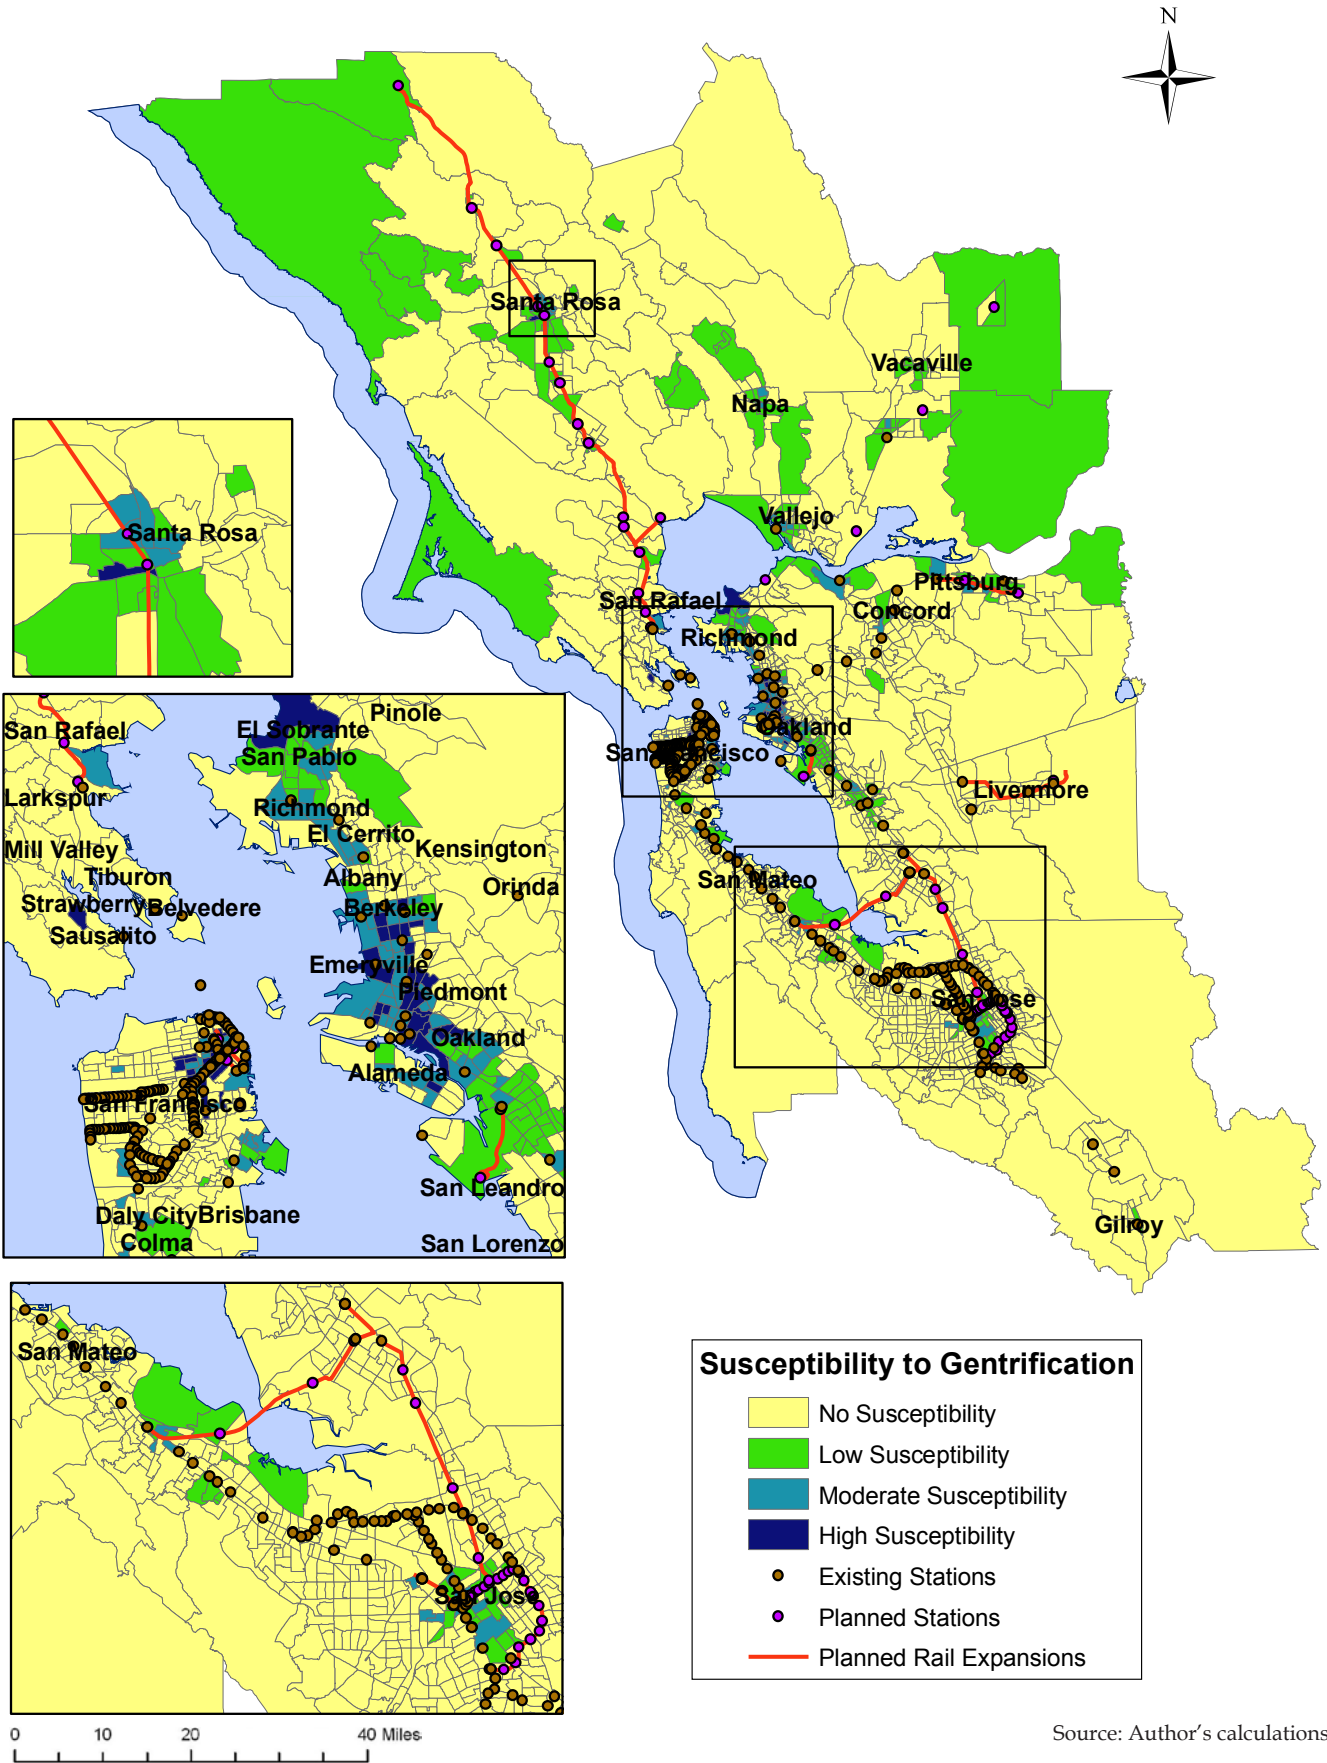 N
Santa Rosa
Vacaville
Napa
Vallejo
Pittsburg
Concord
San Rafael
Richmond
Oakland
San Francisco
Livermore
San Mateo
San Jose
Gilroy
Santa Rosa
San Rafael
Pinole
El Sobrante
San Pablo
Larkspur
Richmond
El Cerrito
Mill Valley
Kensington
Tiburon
Albany
Orinda
Strawberry
Belvedere
Berkeley
Sausalito
Emeryville
Piedmont
Oakland
Alameda
San Francisco
San Leandro
Daly City
Brisbane
Colma
San Lorenzo
San Mateo
San Jose
0 10 20 40 Miles
Susceptibility to Gentrification
No Susceptibility
Low Susceptibility
Moderate Susceptibility
High Susceptibility
Existing Stations
Planned Stations
Planned Rail Expansions
Source: Author's calculations